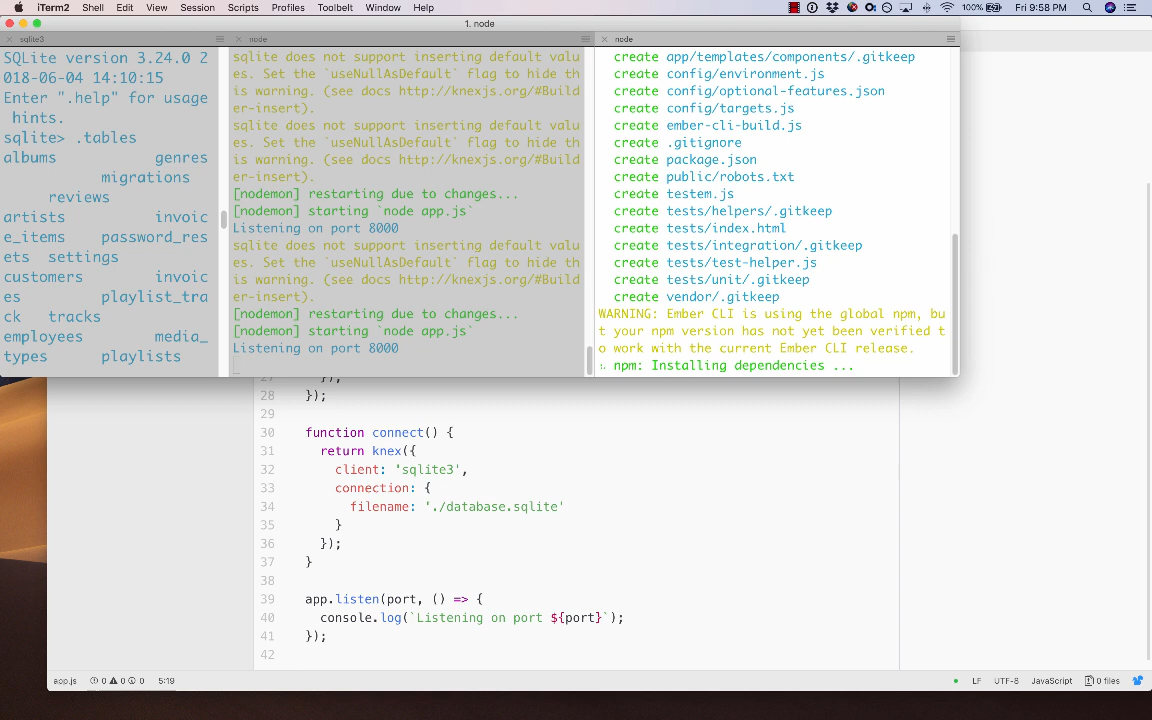 iTerm2 Shell Edit View Session Scripts Profiles Toolbelt Window Help 100% Fri 9:58 PM
1. node
sqlite3
SQLite version 3.24.0 2
018-06-04 14:10:15
Enter ".help" for usage
 hints.
sqlite> .tables
albums genres
migrations
reviews
artists invoic
e_items password_res
ets settings
customers invoic
es playlist_tra
ck tracks
employees media_
types playlists
node
sqlite does not support inserting default valu
es. Set the `useNullAsDefault` flag to hide th
is warning. (see docs http://knexjs.org/#Build
er-insert).
sqlite does not support inserting default valu
es. Set the `useNullAsDefault` flag to hide th
is warning. (see docs http://knexjs.org/#Build
er-insert).
[nodemon] restarting due to changes...
[nodemon] starting `node app.js`
Listening on port 8000
sqlite does not support inserting default valu
es. Set the `useNullAsDefault` flag to hide th
is warning. (see docs http://knexjs.org/#Build
er-insert).
[nodemon] restarting due to changes...
[nodemon] starting `node app.js`
Listening on port 8000
node
create app/templates/components/.gitkeep
create config/environment.js
create config/optional-features.json
create config/targets.js
create ember-cli-build.js
create .gitignore
create package.json
create public/robots.txt
create testem.js
create tests/helpers/.gitkeep
create tests/index.html
create tests/integration/.gitkeep
create tests/test-helper.js
create tests/unit/.gitkeep
create vendor/.gitkeep
WARNING: Ember CLI is using the global npm, bu
t your npm version has not yet been verified t
o work with the current Ember CLI release.
npm: Installing dependencies ...
27 });
28 });
29
30 function connect() {
31 return knex({
32 client: 'sqlite3',
33 connection: {
34 filename: './database.sqlite'
35 }
36 });
37 }
38
39 app.listen(port, () => {
40 console.log(`Listening on port ${port}`);
41 });
42
app.js 0 0 0 5:19 LF UTF-8 JavaScript 0 files